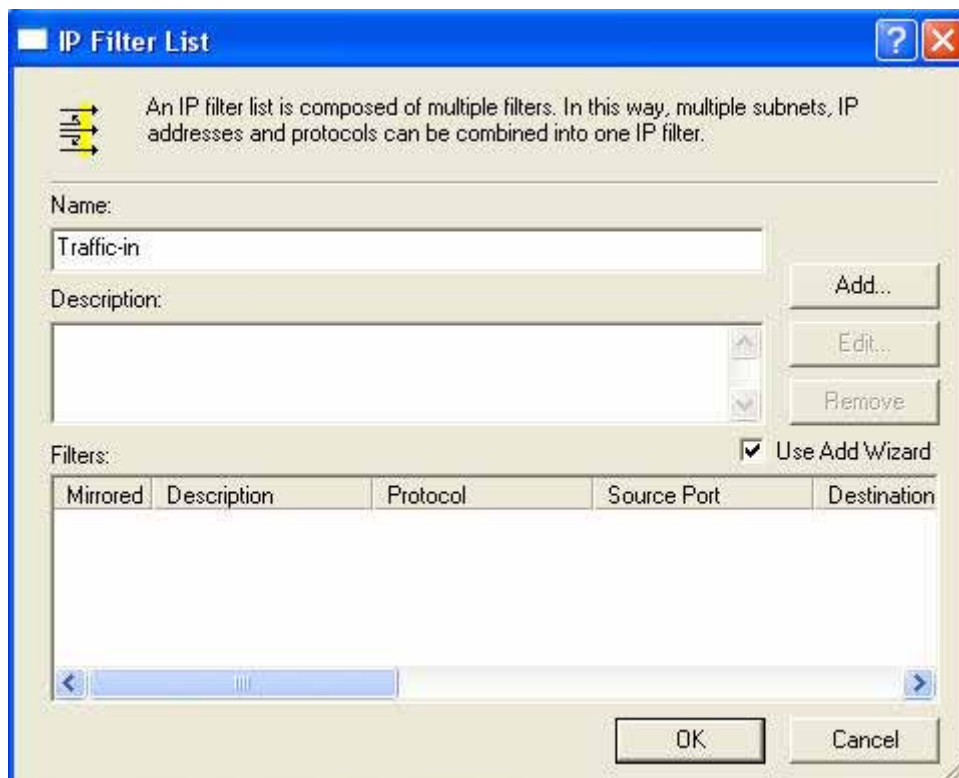 IP Filter List
An IP filter list is composed of multiple filters. In this way, multiple subnets, IP
addresses and protocols can be combined into one IP filter.
Name:
Traffic-in
Add...
Description:
Edit...
Remove
Filters:
Use Add Wizard
Mirrored Description Protocol Source Port Destination
OK Cancel